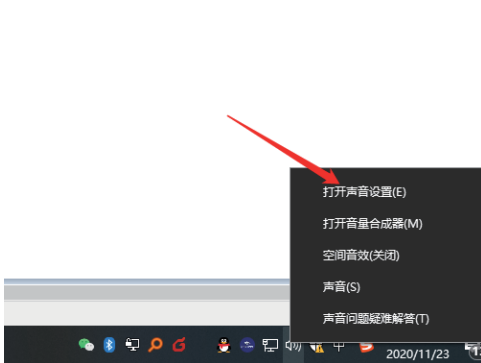 打开声音设置(E)
打开音量合成器(M)
空间音效(关闭)
声音(S)
声音问题疑难解答(T)
中
2020/11/23